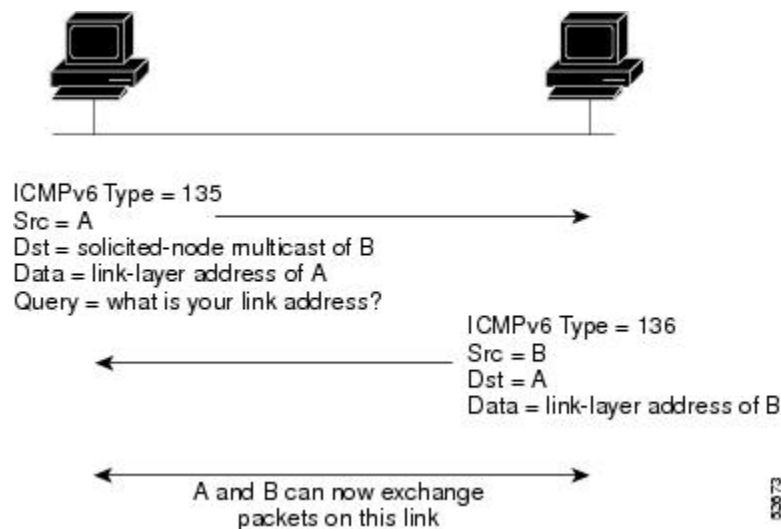 ICMPv6 Type = 135
Src = A
Dst = solicited-node multicast of B
Data = link-layer address of A
Query = what is your link address?
ICMPv6 Type = 136
Src = B
Dst = A
Data = link-layer address of B
A and B can now exchange
packets on this link